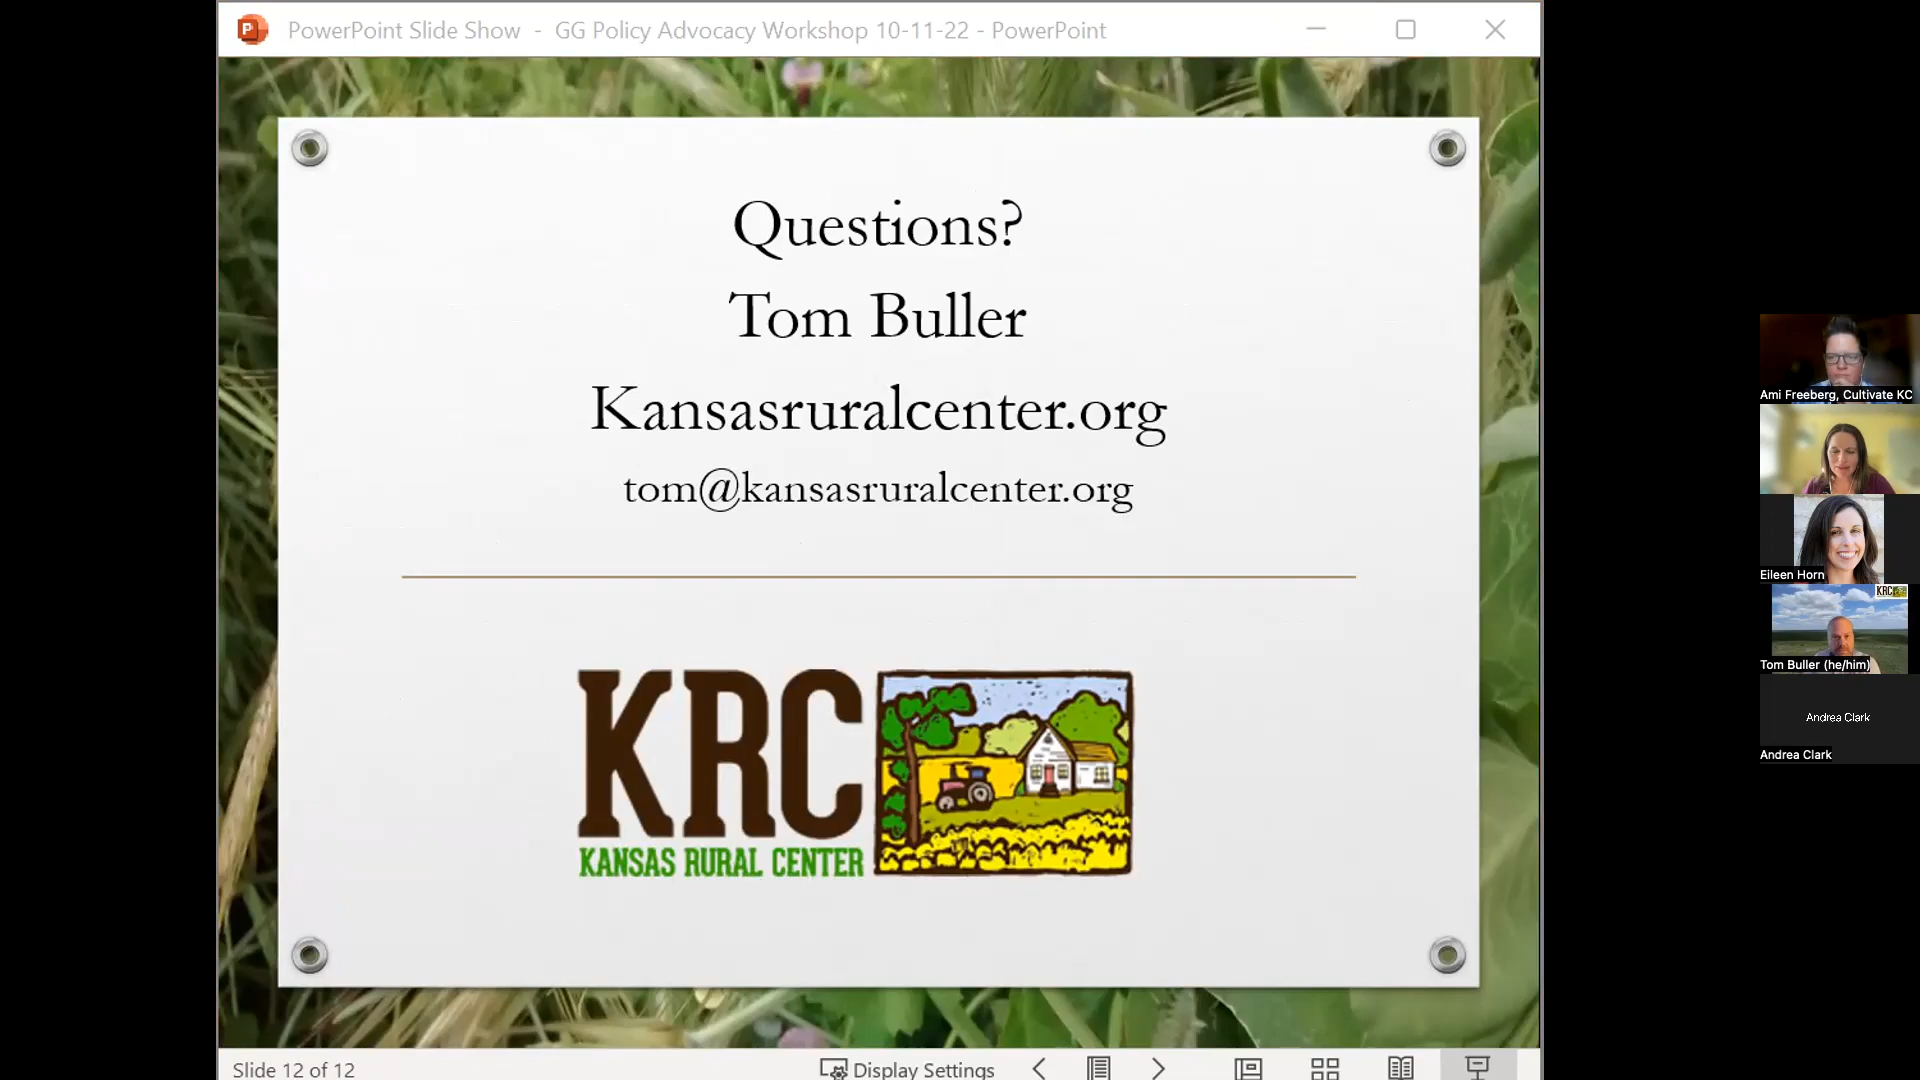 PowerPoint Slide Show - GG Policy Advocacy Workshop 10-11-22 - PowerPoint
Questions?
Tom Buller
Kansasruralcenter.org
tom@kansasruralcenter.org
KRC
KANSAS RURAL CENTER
Slide 12 of 12
Display Settings
Ami Freeberg, Cultivate KC
Eileen Horn
KRC
Tom Buller (he/him)
Andrea Clark
Andrea Clark